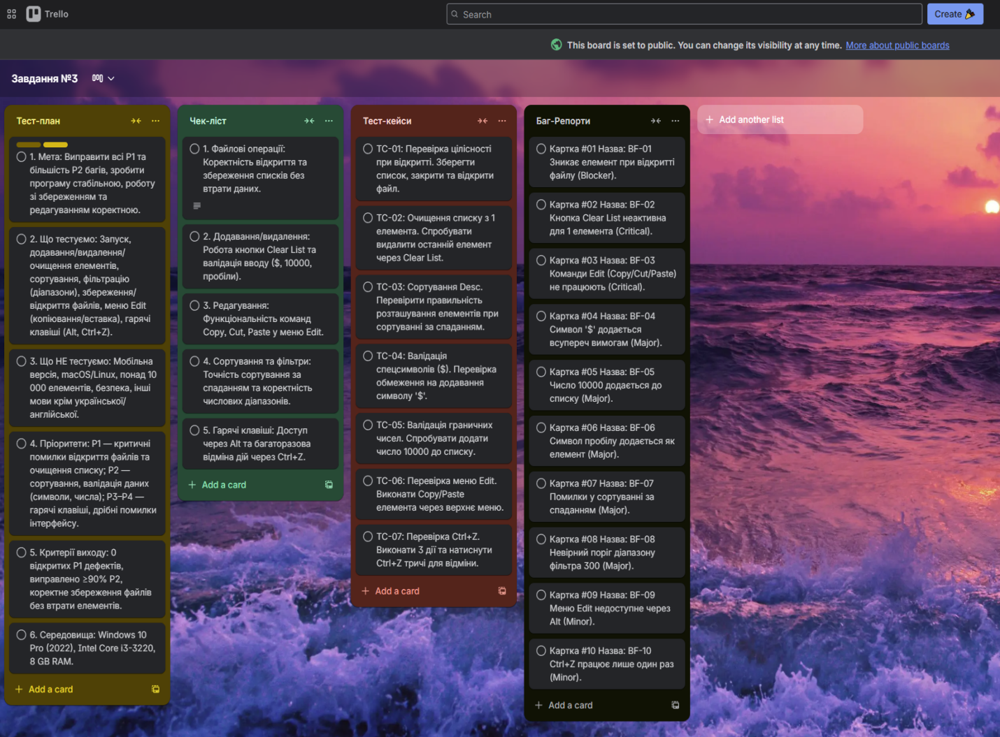 Trello
Search
Create
This board is set to public. You can change its visibility at any time. More about public boards
Завдання №3
Тест-план
1. Мета: Виправити всі P1 та
більшість P2 багів, зробити
програму стабільною, роботу
зі збереженням та
редагуванням коректною.
2. Що тестуємо: Запуск,
додавання/видалення/
очищення елементів,
сортування, фільтрацію
(діапазони), збереження/
відкриття файлів, меню Edit
(копіювання/вставка), гарячі
клавіші (Alt, Ctrl+Z).
3. Що НЕ тестуємо: Мобільна
версія, macOS/Linux, понад 10
000 елементів, безпека, інші
мови крім української/
англійської.
4. Пріоритети: P1 — критичні
помилки відкриття файлів та
очищення списку; P2 —
сортування, валідація даних
(символи, числа); P3–P4 —
гарячі клавіші, дрібні помилки
інтерфейсу.
5. Критерії виходу: 0
відкритих P1 дефектів,
виправлено ≥90% P2,
коректне збереження файлів
без втрати елементів.
6. Середовища: Windows 10
Pro (2022), Intel Core i3-3220,
8 GB RAM.
+ Add a card
Чек-ліст
1. Файлові операції:
Коректність відкриття та
збереження списків без
втрати даних.
2. Додавання/видалення:
Робота кнопки Clear List та
валідація вводу ($, 10000,
пробіли).
3. Редагування:
Функціональність команд
Copy, Cut, Paste у меню Edit.
4. Сортування та фільтри:
Точність сортування за
спаданням та коректність
числових діапазонів.
5. Гарячі клавіші: Доступ
через Alt та багаторазова
відміна дій через Ctrl+Z.
+ Add a card
Тест-кейси
TC-01: Перевірка цілісності
при відкритті. Зберегти
список, закрити та відкрити
файл.
TC-02: Очищення списку з 1
елемента. Спробувати
видалити останній елемент
через Clear List.
TC-03: Сортування Desc.
Перевірити правильність
розташування елементів при
сортуванні за спаданням.
TC-04: Валідація
спецсимволів ($). Перевірка
обмеження на додавання
символу '$'.
TC-05: Валідація граничних
чисел. Спробувати додати
число 10000 до списку.
TC-06: Перевірка меню Edit.
Виконати Copy/Paste
елемента через верхнє меню.
TC-07: Перевірка Ctrl+Z.
Виконати 3 дії та натиснути
Ctrl+Z тричі для відміни.
+ Add a card
Баг-Репорти
Картка #01 Назва: BF-01
Зникає елемент при відкритті
файлу (Blocker).
Картка #02 Назва: BF-02
Кнопка Clear List неактивна
для 1 елемента (Critical).
Картка #03 Назва: BF-03
Команди Edit (Copy/Cut/Paste)
не працюють (Critical).
Картка #04 Назва: BF-04
Символ '$' додається
всупереч вимогам (Major).
Картка #05 Назва: BF-05
Число 10000 додається до
списку (Major).
Картка #06 Назва: BF-06
Символ пробілу додається як
елемент (Major).
Картка #07 Назва: BF-07
Помилки у сортуванні за
спаданням (Major).
Картка #08 Назва: BF-08
Невірний поріг діапазону
фільтра 300 (Major).
Картка #09 Назва: BF-09
Меню Edit недоступне через
Alt (Minor).
Картка #10 Назва: BF-10
Ctrl+Z працює лише один раз
(Minor).
+ Add a card
+ Add another list